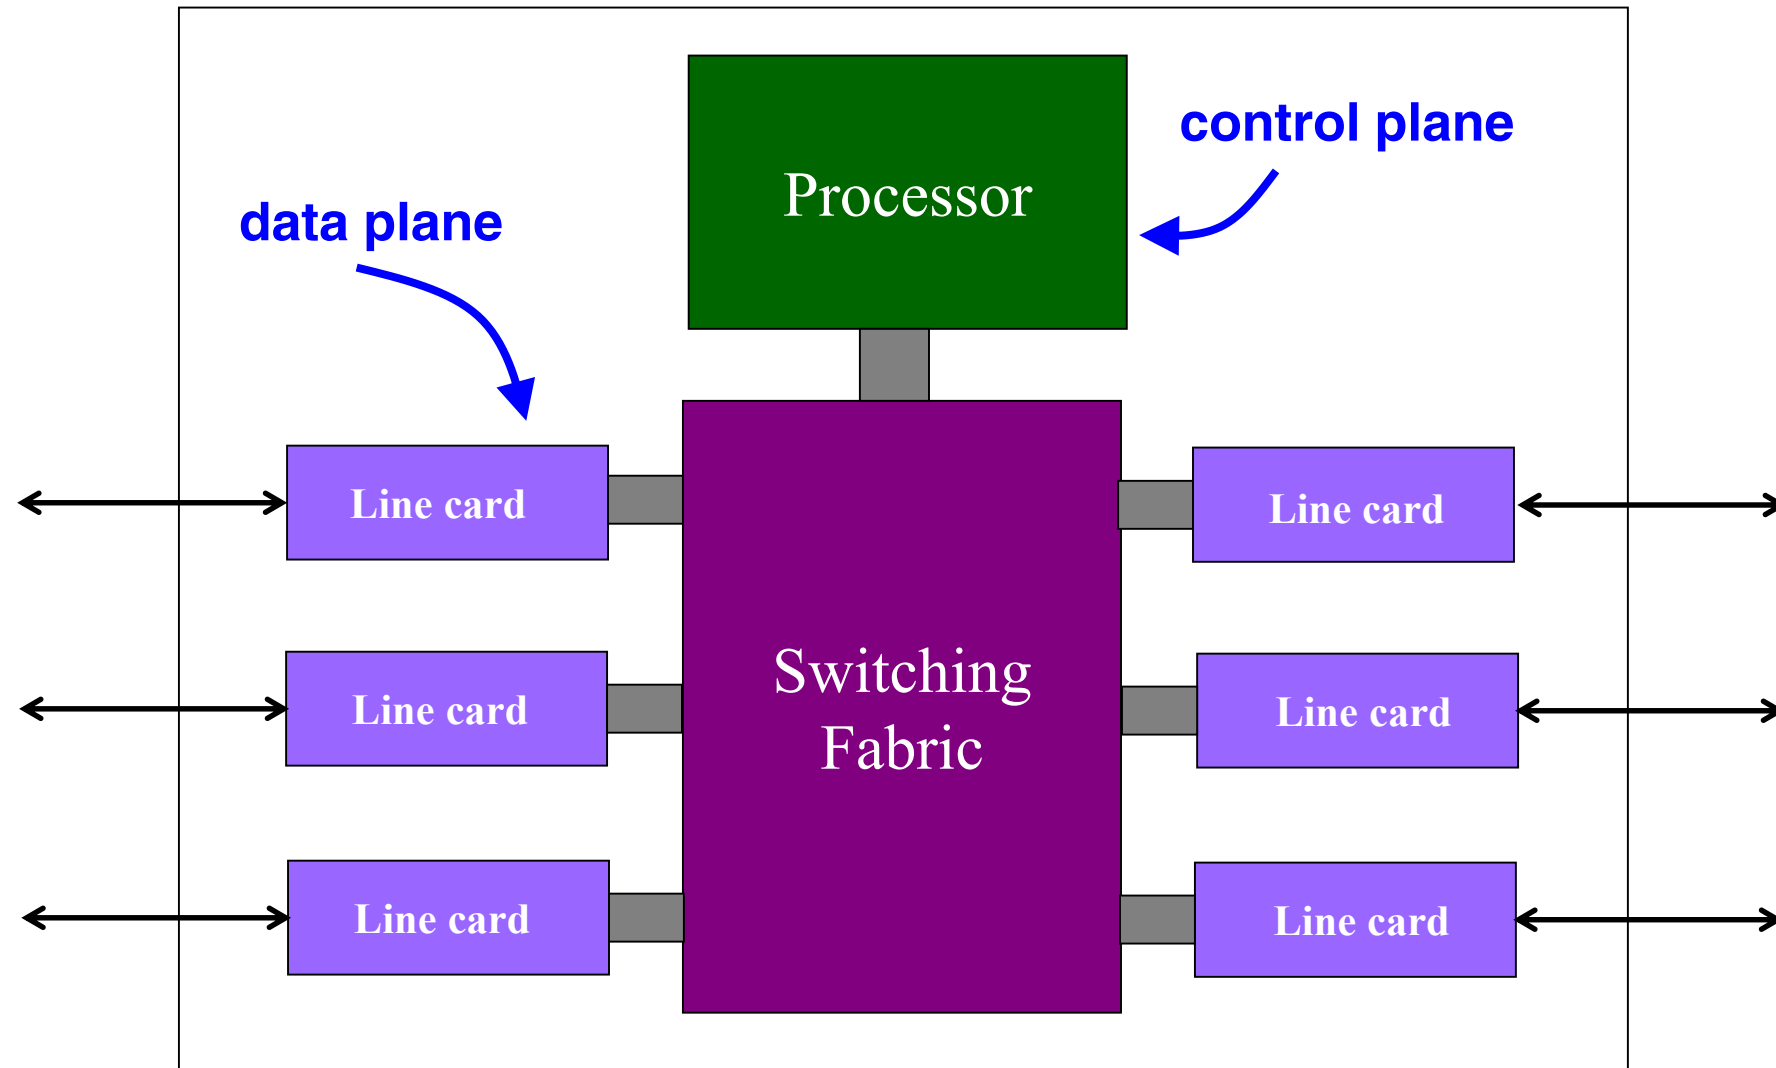 control plane
Processor
data plane
Line card
Line card
Switching
Fabric
Line card
Line card
Line card
Line card